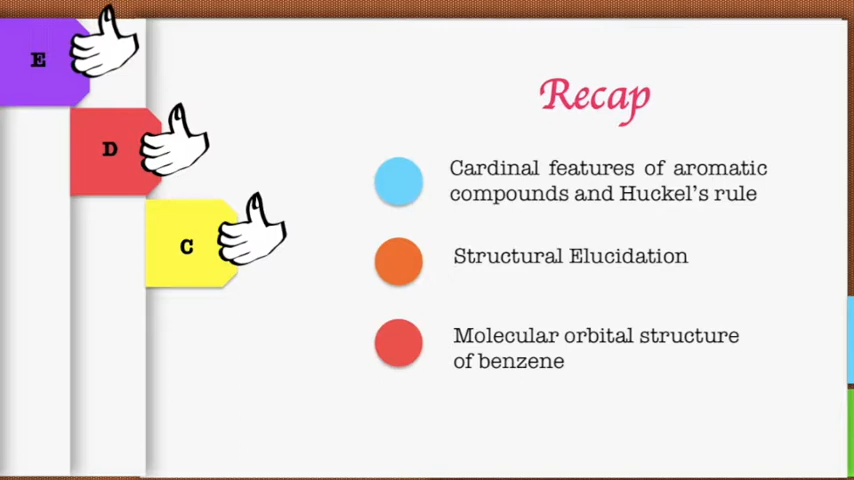 E
D
C
Recap
Cardinal features of aromatic
compounds and Huckel's rule
Structural Elucidation
Molecular orbital structure
of benzene